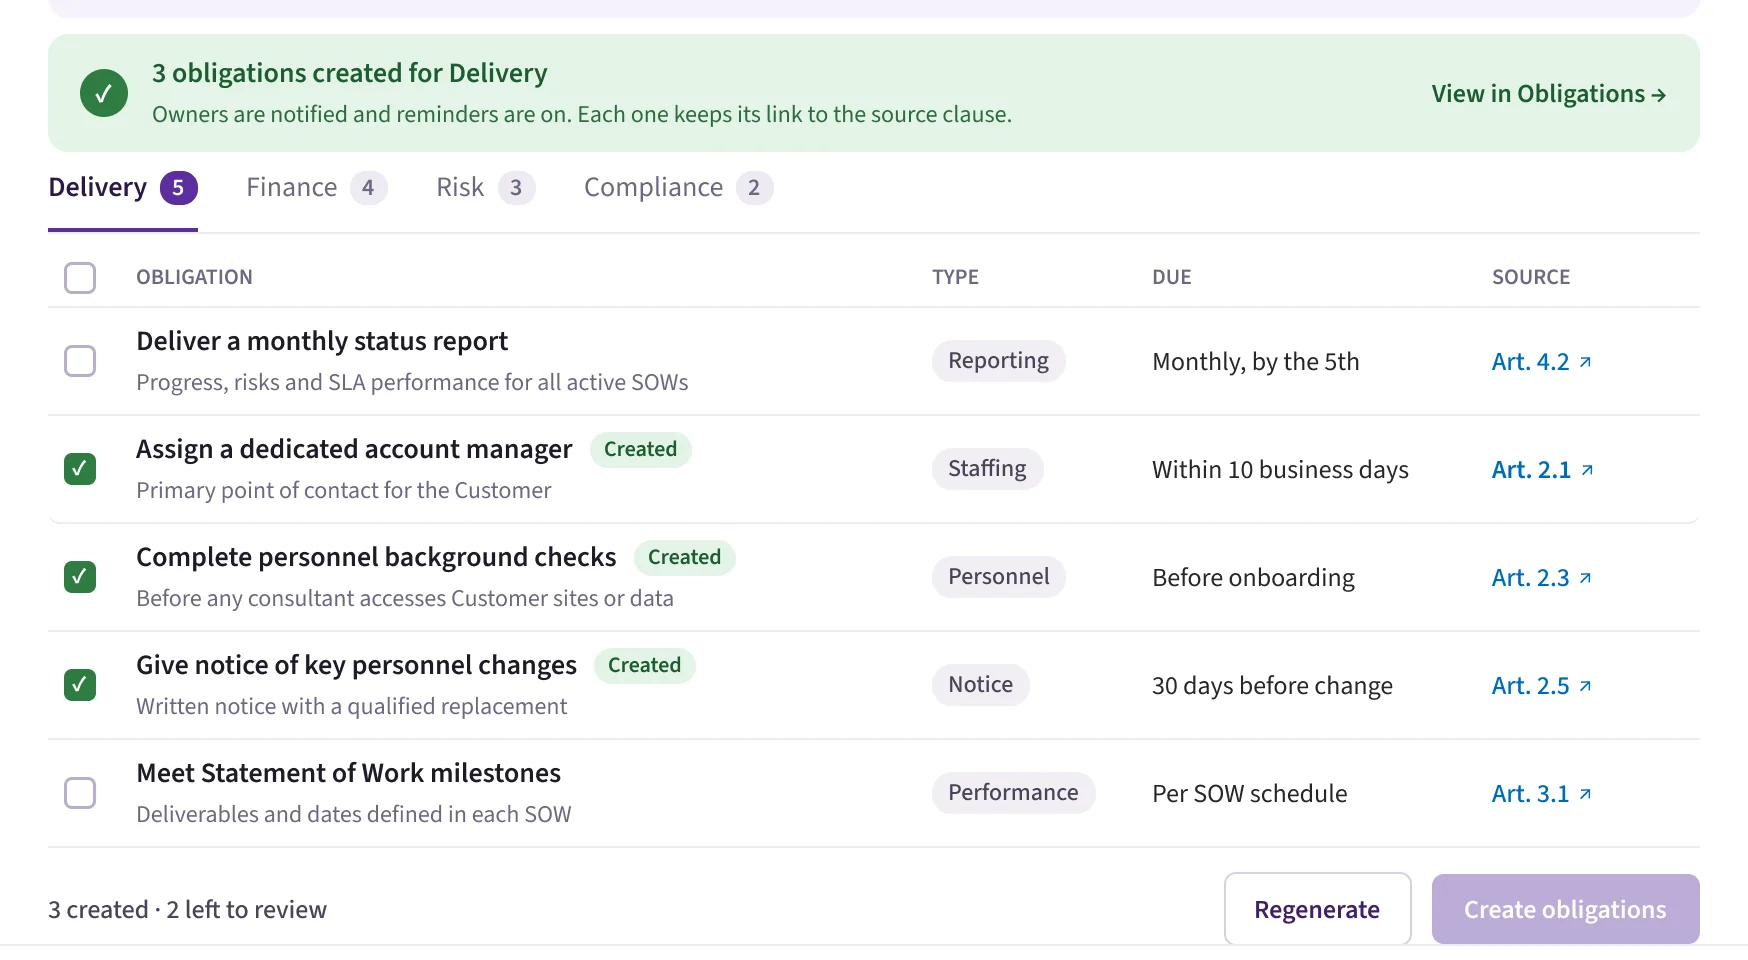 3 obligations created for Delivery
Owners are notified and reminders are on. Each one keeps its link to the source clause.
View in Obligations →
Delivery 5 Finance 4 Risk 3 Compliance 2
OBLIGATION TYPE DUE SOURCE
Deliver a monthly status report
Progress, risks and SLA performance for all active SOWs
Reporting Monthly, by the 5th Art. 4.2 ↗
Assign a dedicated account manager Created
Primary point of contact for the Customer
Staffing Within 10 business days Art. 2.1 ↗
Complete personnel background checks Created
Before any consultant accesses Customer sites or data
Personnel Before onboarding Art. 2.3 ↗
Give notice of key personnel changes Created
Written notice with a qualified replacement
Notice 30 days before change Art. 2.5 ↗
Meet Statement of Work milestones
Deliverables and dates defined in each SOW
Performance Per SOW schedule Art. 3.1 ↗
3 created · 2 left to review
Regenerate Create obligations